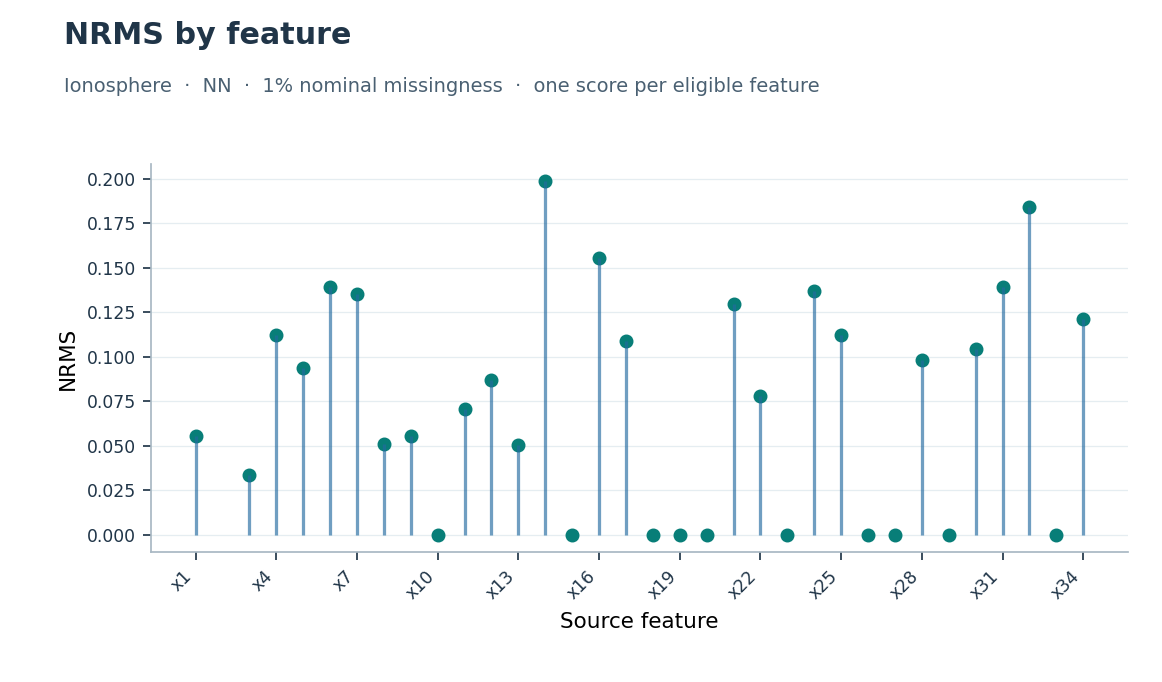 NRMS by feature
Ionosphere · NN · 1% nominal missingness · one score per eligible feature
0.200
0.175
0.150
0.125
0.100
0.075
0.050
0.025
0.000
NRMS
x1 x4 x7 x10 x13 x16 x19 x22 x25 x28 x31 x34
Source feature